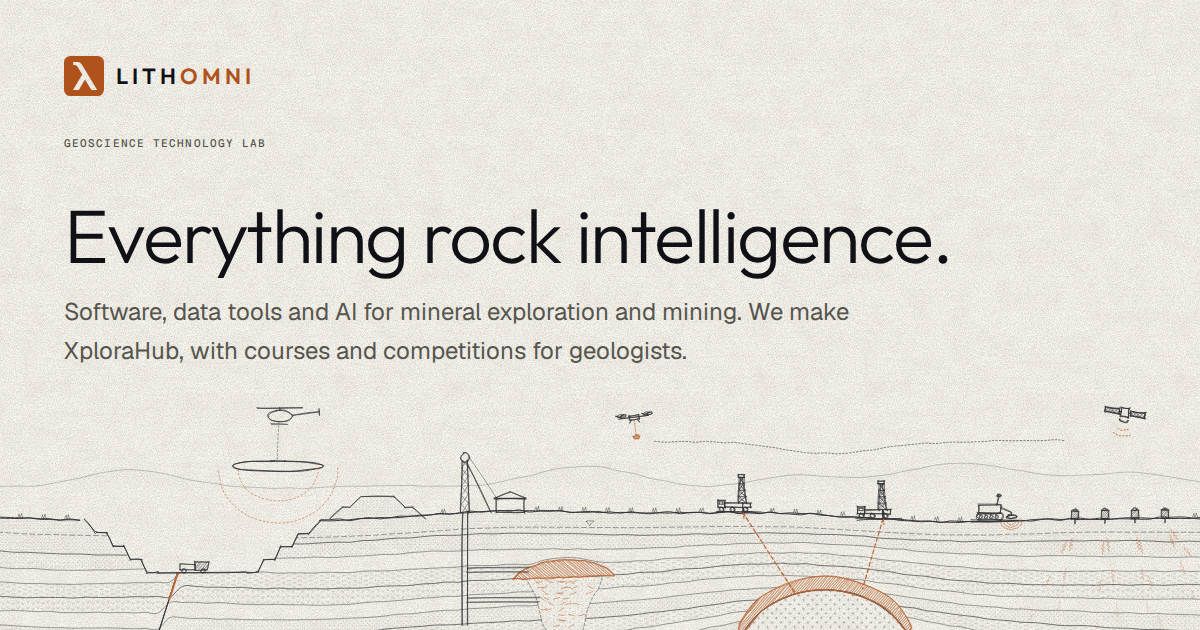 LITHOMNI
GEOSCIENCE TECHNOLOGY LAB
Everything rock intelligence.
Software, data tools and AI for mineral exploration and mining. We make
XploraHub, with courses and competitions for geologists.